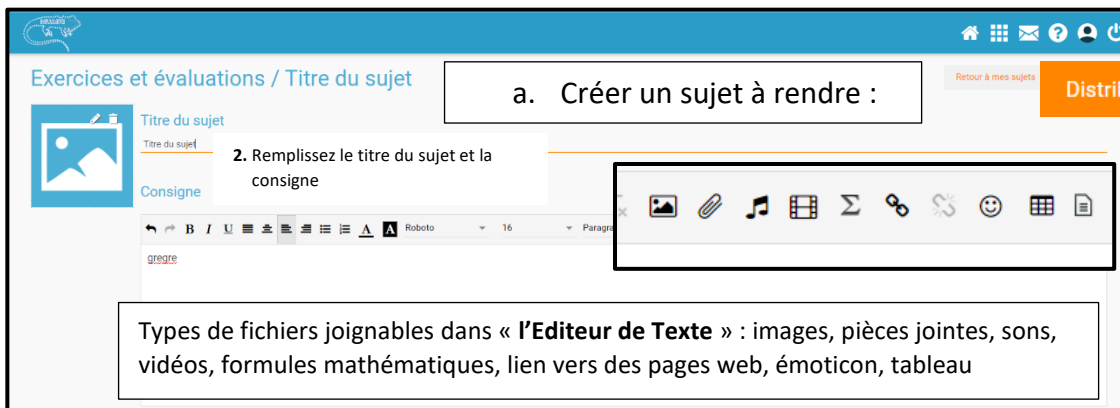 Exercices et évaluations / Titre du sujet
a. Créer un sujet à rendre :
Retour à mes sujets
Distrib
Titre du sujet
Titre du sujet
2. Remplissez le titre du sujet et la
consigne
Consigne
B I U A A Roboto 16 Paragra
gregre
Types de fichiers joignables dans « l’Editeur de Texte » : images, pièces jointes, sons,
vidéos, formules mathématiques, lien vers des pages web, émoticon, tableau